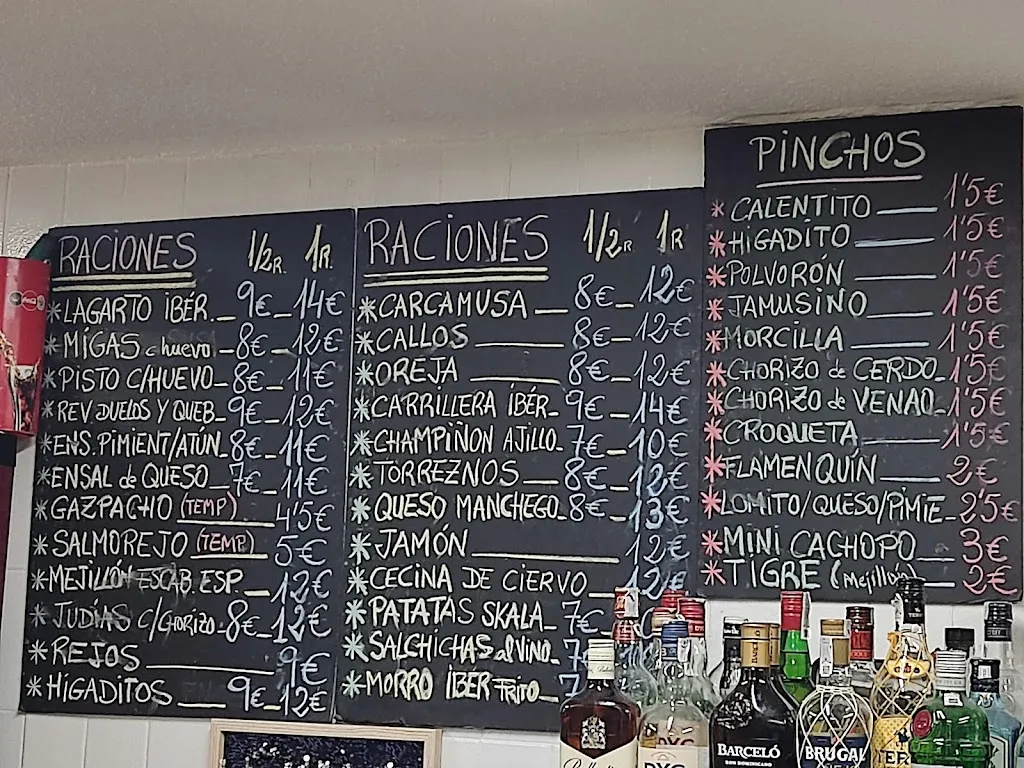 RACIONES 1/2R. 1R.
*LAGARTO IBÉR. 9€ 14€
*MIGAS c huevo 8€ 12€
*PISTO C/HUEVO 8€ 11€
*REV DUELOS Y QUEB 9€ 12€
*ENS. PIMIENT/ATÚN 8€ 11€
*ENSAL de QUESO 7€ 11€
*GAZPACHO (TEMP) 4'5€
*SALMOREJO (TEMP) 5€
*MEJILLÓN ESCAB. ESP. 12€
*JUDÍAS C/CHORIZO 8€ 12€
*REJOS 9€
*HIGADITOS 9€ 12€
RACIONES 1/2R 1R
*CARCAMUSA 8€ 12€
*CALLOS 8€ 12€
*OREJA 8€ 12€
*CARRILLERA IBÉR 9€ 14€
*CHAMPIÑON AJILLO 7€ 10€
*TORREZNOS 8€ 12€
*QUESO MANCHEGO 8€ 13€
*JAMÓN 12€
*CECINA DE CIERVO 12€
*PATATAS SKALA 7€
*SALCHICHAS al VINO 7
*MORRO IBER FRITO 7
PINCHOS
*CALENTITO 1'5€
*HIGADITO 1'5€
*POLVORÓN 1'5€
*JAMUSINO 1'5€
*MORCILLA 1'5€
*CHORIZO de CERDO 1'5€
*CHORIZO de VENAO 1'5€
*CROQUETA 1'5€
*FLAMENQUÍN 2€
*LOMITO/QUESO/PIMIE 2'5€
*MINI CACHOPO 3€
*TIGRE (Mejillón) 2€
BARCELÓ
RON DOMINICANO
BRUGAL